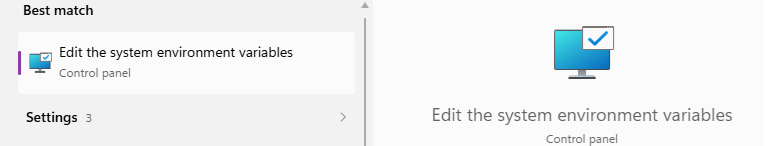 Best match
Edit the system environment variables
Control panel
Settings 3
Edit the system environment variables
Control panel